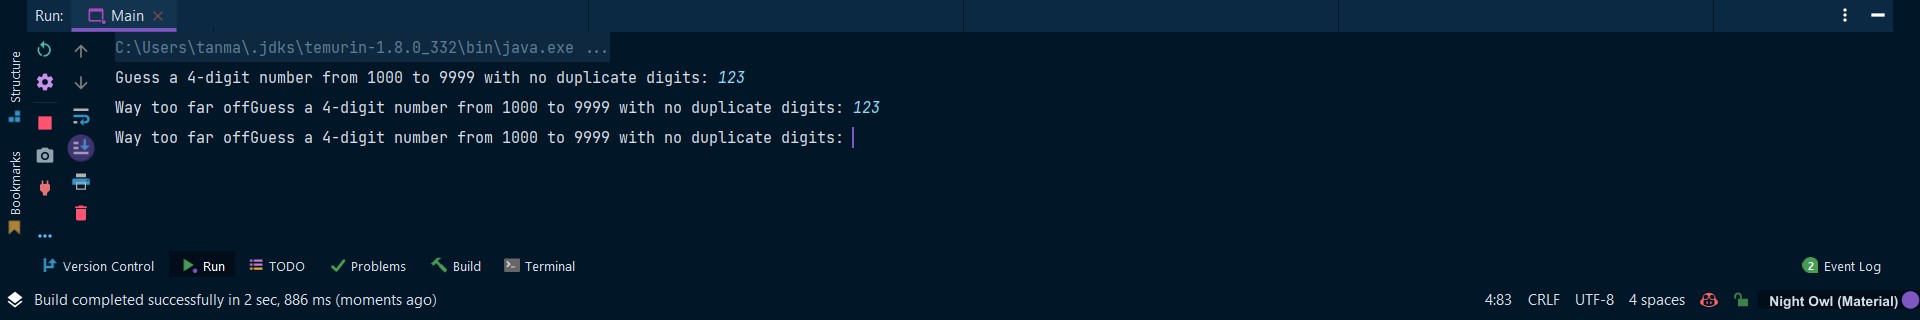 Run: Main
C:\Users\tanma\.jdks\temurin-1.8.0_332\bin\java.exe ...
Guess a 4-digit number from 1000 to 9999 with no duplicate digits: 123
Way too far offGuess a 4-digit number from 1000 to 9999 with no duplicate digits: 123
Way too far offGuess a 4-digit number from 1000 to 9999 with no duplicate digits:
Structure
Bookmarks
Version Control Run TODO Problems Build Terminal 2 Event Log
Build completed successfully in 2 sec, 886 ms (moments ago) 4:83 CRLF UTF-8 4 spaces Night Owl (Material)